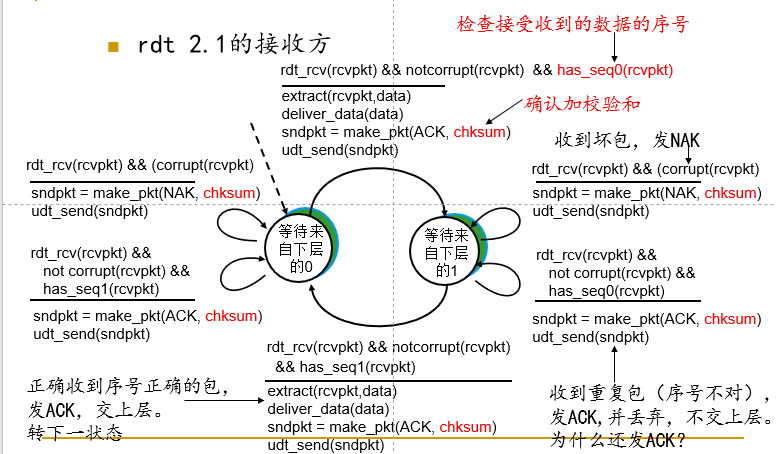 检查接受收到的数据的序号
rdt 2.1的接收方
rdt_rcv(rcvpkt) && notcorrupt(rcvpkt) && has_seq0(rcvpkt)
extract(rcvpkt,data)
deliver_data(data)
sndpkt = make_pkt(ACK, chksum)
udt_send(sndpkt)
确认加校验和
收到坏包，发NAK
rdt_rcv(rcvpkt) && (corrupt(rcvpkt)
sndpkt = make_pkt(NAK, chksum)
udt_send(sndpkt)
rdt_rcv(rcvpkt) && (corrupt(rcvpkt)
sndpkt = make_pkt(NAK, chksum)
udt_send(sndpkt)
等待来
自下层
的0
等待来
自下层
的1
rdt_rcv(rcvpkt) &&
not corrupt(rcvpkt) &&
has_seq1(rcvpkt)
sndpkt = make_pkt(ACK, chksum)
udt_send(sndpkt)
rdt_rcv(rcvpkt) &&
not corrupt(rcvpkt) &&
has_seq0(rcvpkt)
sndpkt = make_pkt(ACK, chksum)
udt_send(sndpkt)
rdt_rcv(rcvpkt) && notcorrupt(rcvpkt)
&& has_seq1(rcvpkt)
extract(rcvpkt,data)
deliver_data(data)
sndpkt = make_pkt(ACK, chksum)
udt_send(sndpkt)
正确收到序号正确的包，
发ACK，交上层。
转下一状态
收到重复包（序号不对），
发ACK,并丢弃，不交上层。
为什么还发ACK？